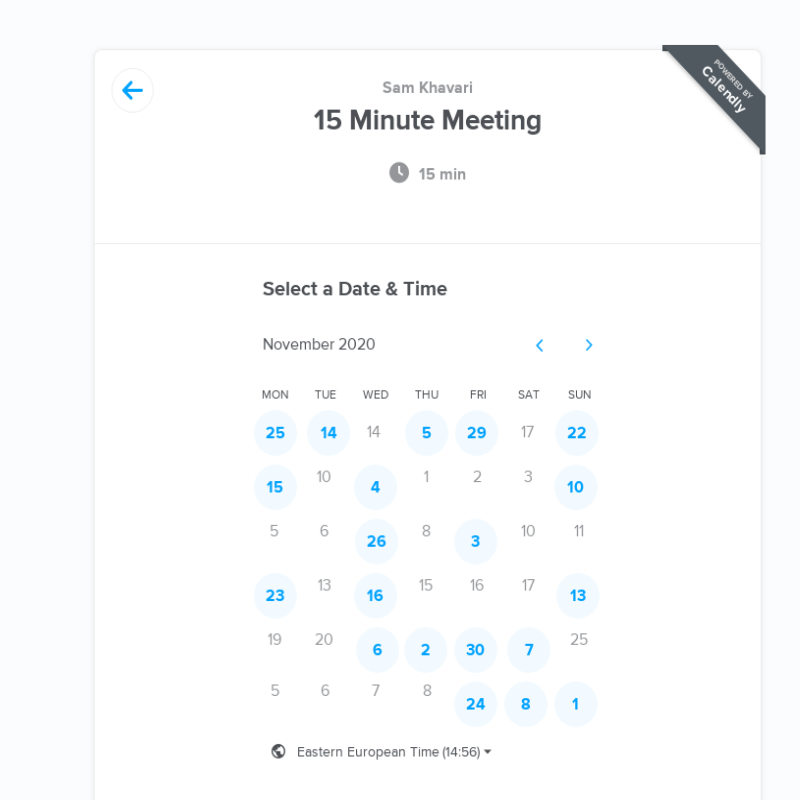 POWERED BY
Calendly
Sam Khavari
15 Minute Meeting
15 min
Select a Date & Time
November 2020
MON TUE WED THU FRI SAT SUN
25 14 14 5 29 17 22
15 10 4 1 2 3 10
5 6 26 8 3 10 11
23 13 16 15 16 17 13
19 20 6 2 30 7 25
5 6 7 8 24 8 1
Eastern European Time (14:56)